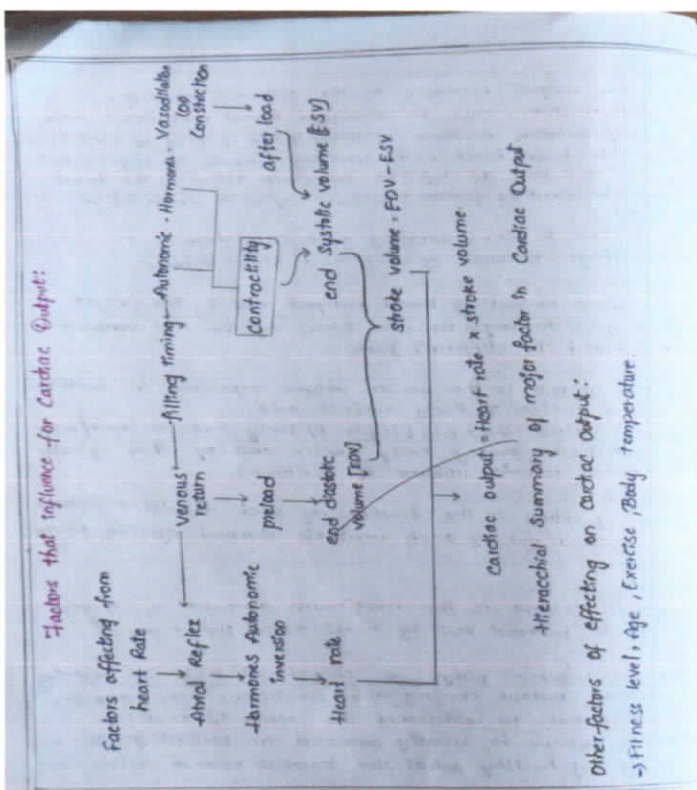 Factors that influence for Cardiac Output:
Factors affecting from
heart Rate
Atrial Reflex
Harmons Autonomic
inversion
Heart rate
venous
return
preload
end diastolic
volume [EDV]
filling timing
Autonomic - Hormones - Vasodilation
(or)
Constriction
contractility
after load
end systolic volume [ESV]
stroke volume = EDV - ESV
Cardiac output = Heart rate x stroke volume
Hieracchial Summary of major factor in Cardiac Output
Other factors of effecting on cardiac output:
→ Fitness level, Age, Exercise, Body temperature